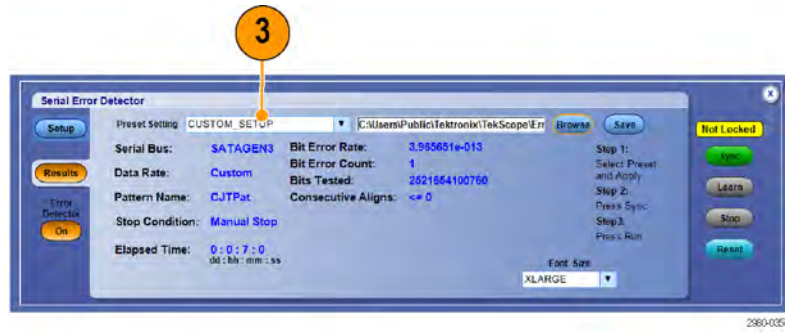 3
Serial Error Detector
Setup
Preset Setting CUSTOM_SETUP C:\Users\Public\Tektronix\TekScope\Err Browse Save
Not Locked
Serial Bus: SATAGEN3 Bit Error Rate: 3.965651e-013 Step 1:
Sync
Bit Error Count: 1 Select Preset
Results Data Rate: Custom Bits Tested: 2521654100760 and Apply
Learn
Pattern Name: CJTPat Consecutive Aligns: <= 0 Step 2:
Error
Detector
Press Sync
On
Stop Condition: Manual Stop Step 3:
Stop
Press Run
Elapsed Time: 0 : 0 : 7 : 0 Reset
dd : hh : mm : ss
Font Size
XLARGE
2980-035